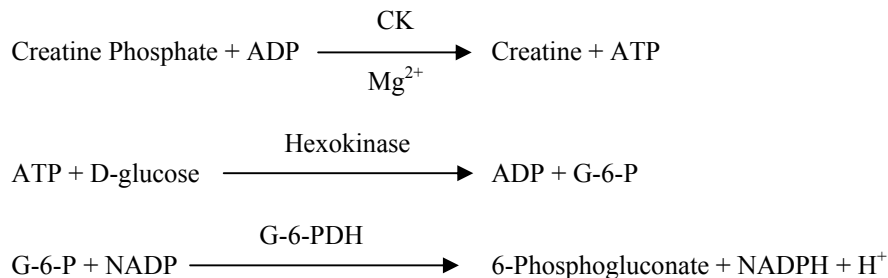 CK
Creatine Phosphate + ADP Creatine + ATP
Mg²⁺
Hexokinase
ATP + D-glucose ADP + G-6-P
G-6-PDH
G-6-P + NADP 6-Phosphogluconate + NADPH + H⁺